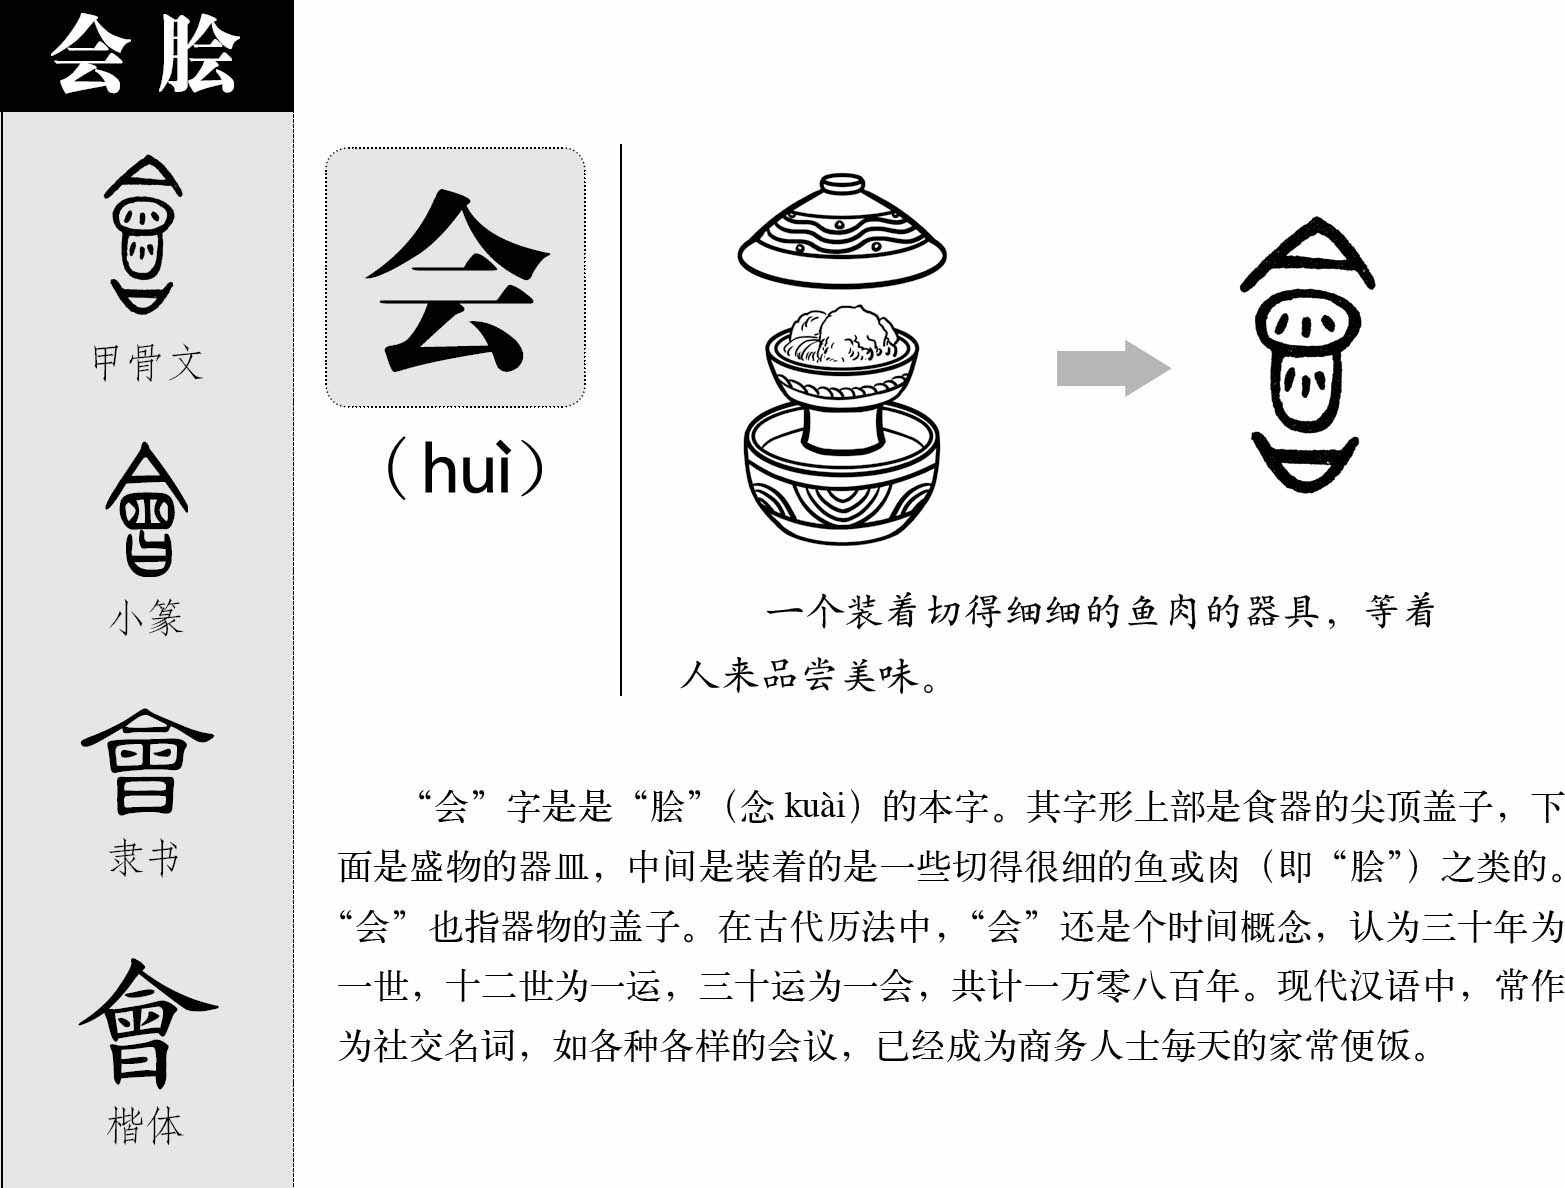 会 脍
甲骨文
小篆
隶书
楷体
会
（huì）
一个装着切得细细的鱼肉的器具，等着
人来品尝美味。
“会”字是是“脍”（念 kuài）的本字。其字形上部是食器的尖顶盖子，下
面是盛物的器皿，中间是装着的是一些切得很细的鱼或肉（即“脍”）之类的。
“会”也指器物的盖子。在古代历法中，“会”还是个时间概念，认为三十年为
一世，十二世为一运，三十运为一会，共计一万零八百年。现代汉语中，常作
为社交名词，如各种各样的会议，已经成为商务人士每天的家常便饭。